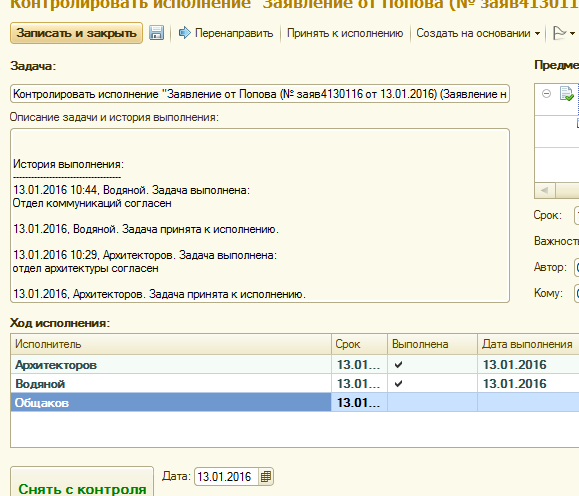 Контролировать исполнение "Заявление от Попова (№ заяв4130116
Записать и закрыть Перенаправить Принять к исполнению Создать на основании
Задача: Предме
Контролировать исполнение "Заявление от Попова (№ заяв4130116 от 13.01.2016) (Заявление н
Описание задачи и история выполнения:
История выполнения:
------------------------------------
13.01.2016 10:44, Водяной. Задача выполнена:
Отдел коммуникаций согласен
13.01.2016, Водяной. Задача принята к исполнению.
Срок:
13.01.2016 10:29, Архитекторов. Задача выполнена:
Важность
отдел архитектуры согласен
Автор:
13.01.2016, Архитекторов. Задача принята к исполнению.
Кому:
Ход исполнения:
Исполнитель Срок Выполнена Дата выполнения
Архитекторов 13.01... 13.01.2016
Водяной 13.01... 13.01.2016
Общаков 13.01...
Снять с контроля Дата: 13.01.2016